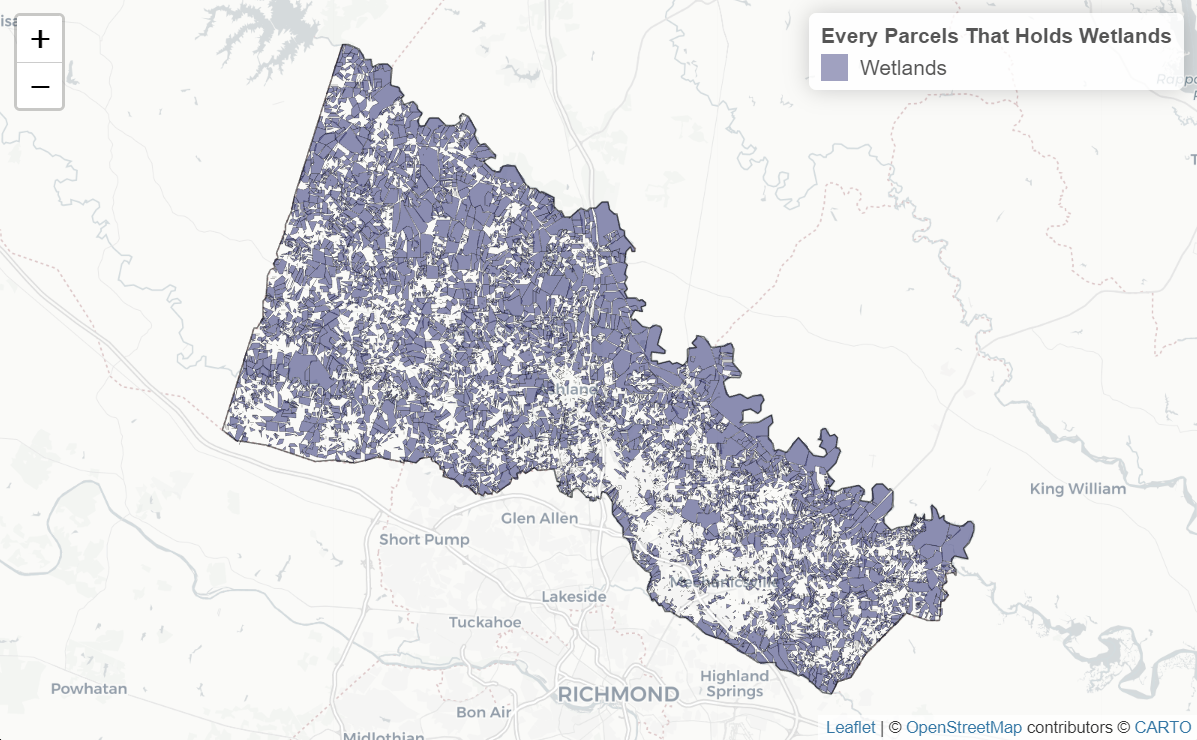 +
−
Every Parcels That Holds Wetlands
Wetlands
King William
Glen Allen
Short Pump
Lakeside
Tuckahoe
Highland
Springs
Powhatan
RICHMOND
Bon Air
Midlothian
Leaflet | © OpenStreetMap contributors © CARTO